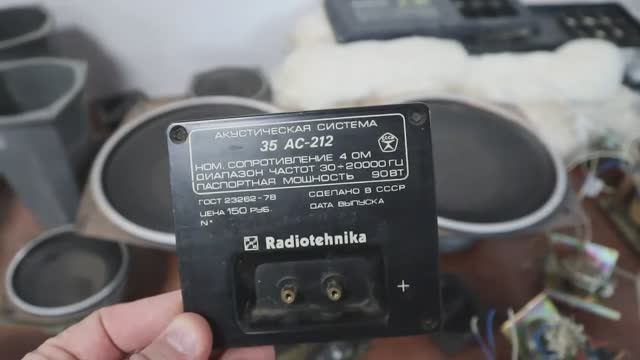 АКУСТИЧЕСКАЯ СИСТЕМА
35 АС-212
НОМ. СОПРОТИВЛЕНИЕ 4 ОМ
ДИАПАЗОН ЧАСТОТ 30÷20000 ГЦ
ПАСПОРТНАЯ МОЩНОСТЬ 90 ВТ
ГОСТ 23262-78 СДЕЛАНО В СССР
ЦЕНА 150 РУБ. ДАТА ВЫПУСКА
N°
Radiotehnika
+